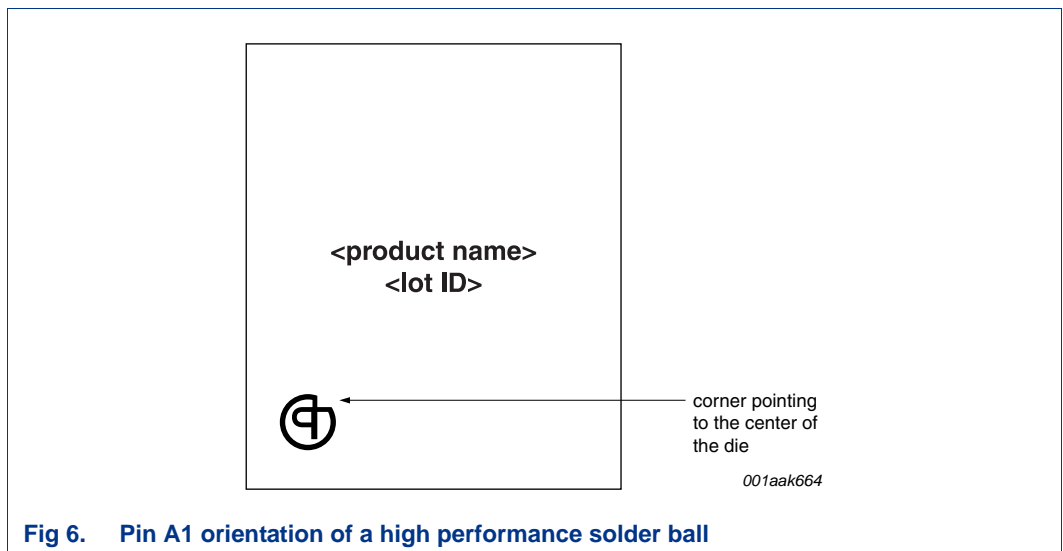 <product name>
<lot ID>
corner pointing
to the center of
the die
001aak664
Fig 6. Pin A1 orientation of a high performance solder ball